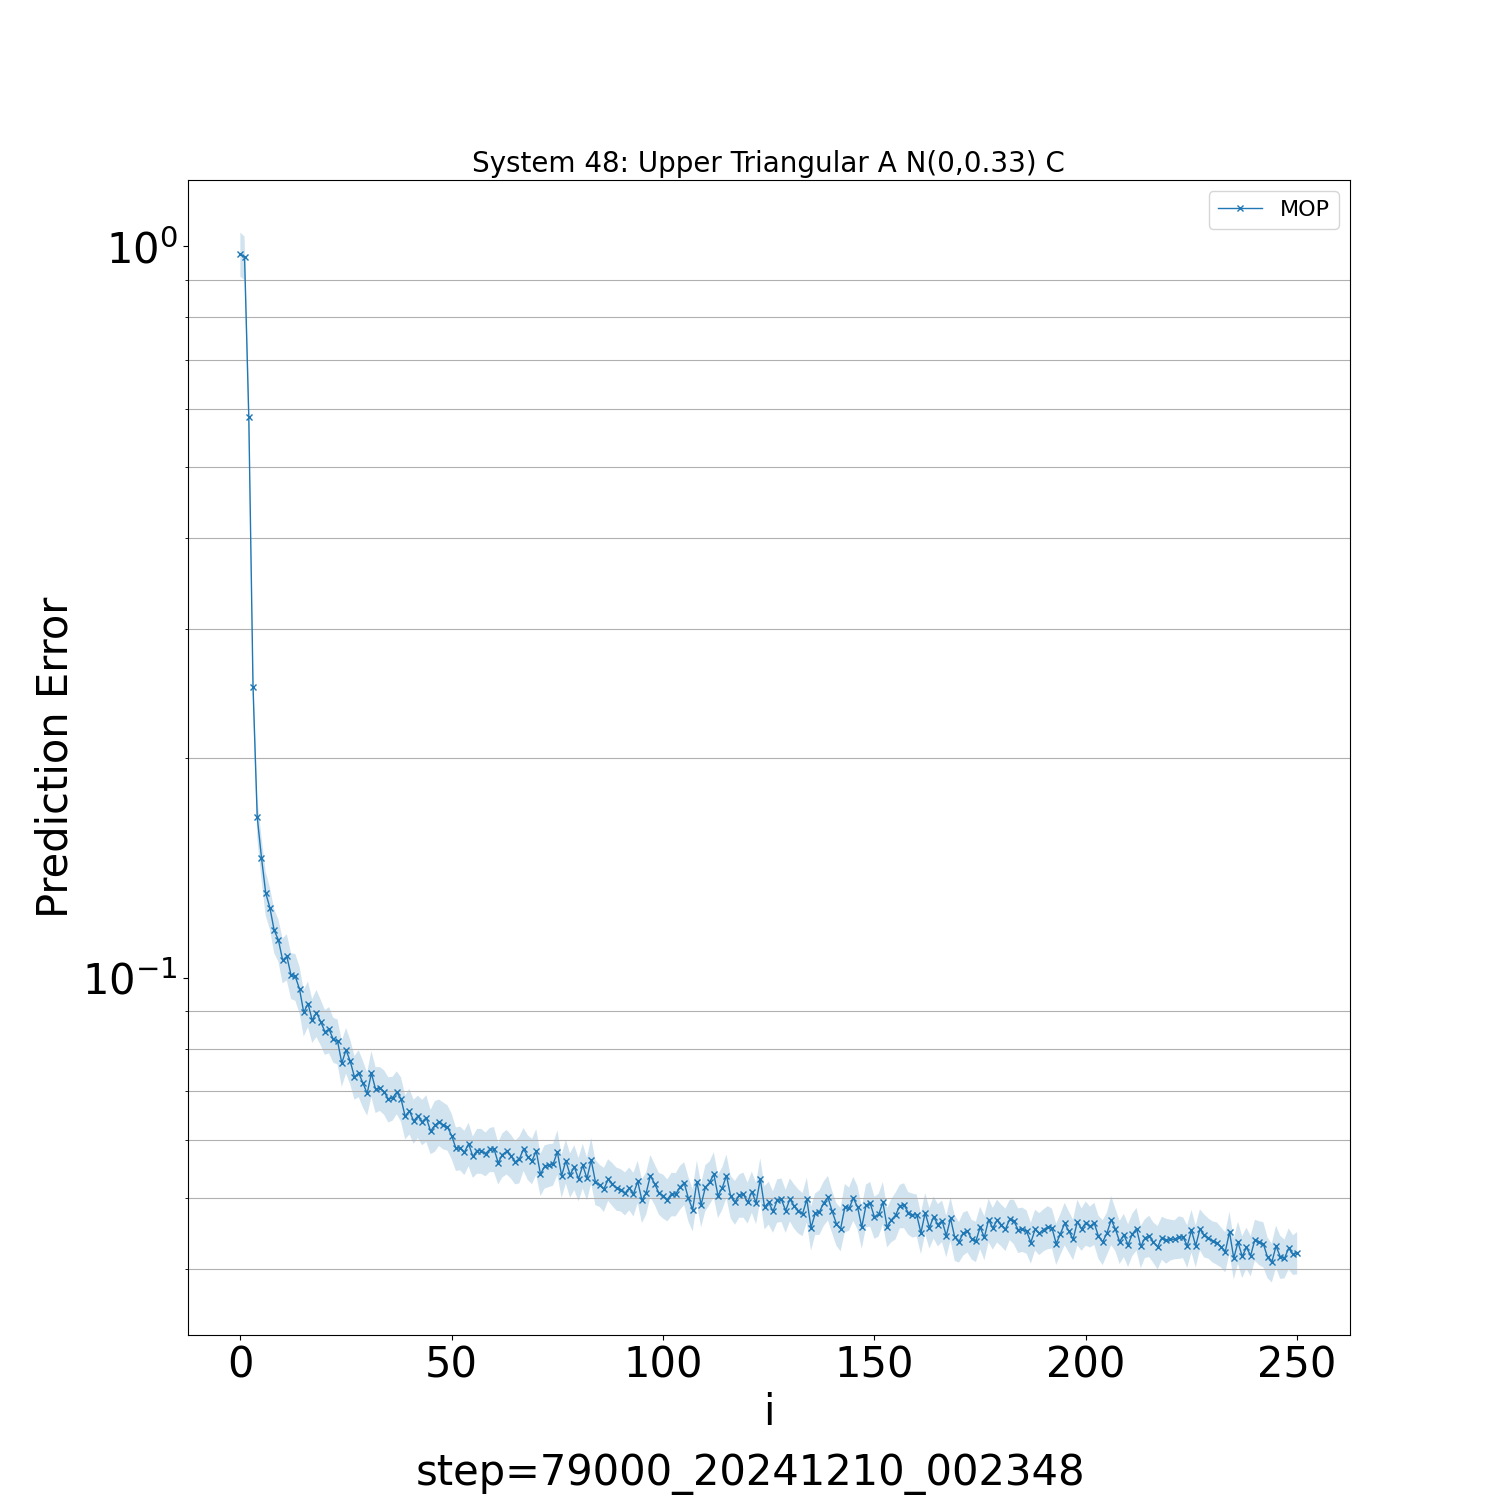 System 48: Upper Triangular A N(0,0.33) C
MOP
10⁰
10⁻¹
Prediction Error
0 50 100 150 200 250
i
step=79000_20241210_002348